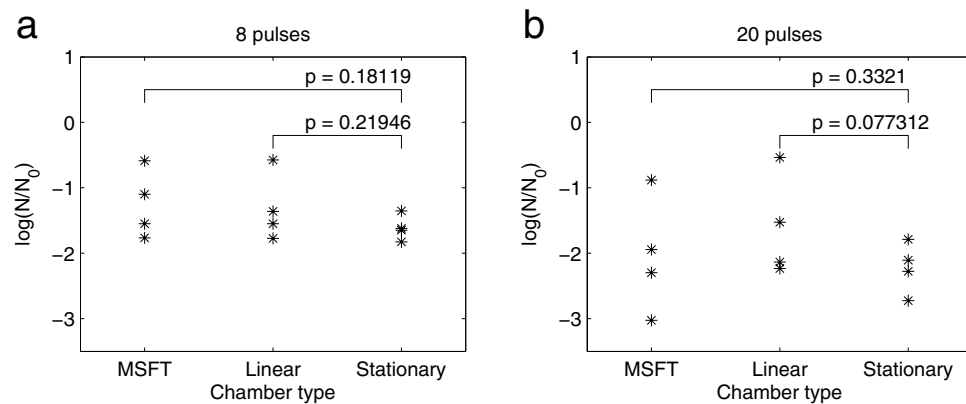 a
8 pulses
1
0
−1
−2
−3
log(N/N0)
p = 0.18119
p = 0.21946
MSFT Linear Stationary
Chamber type
b
20 pulses
1
0
−1
−2
−3
log(N/N0)
p = 0.3321
p = 0.077312
MSFT Linear Stationary
Chamber type